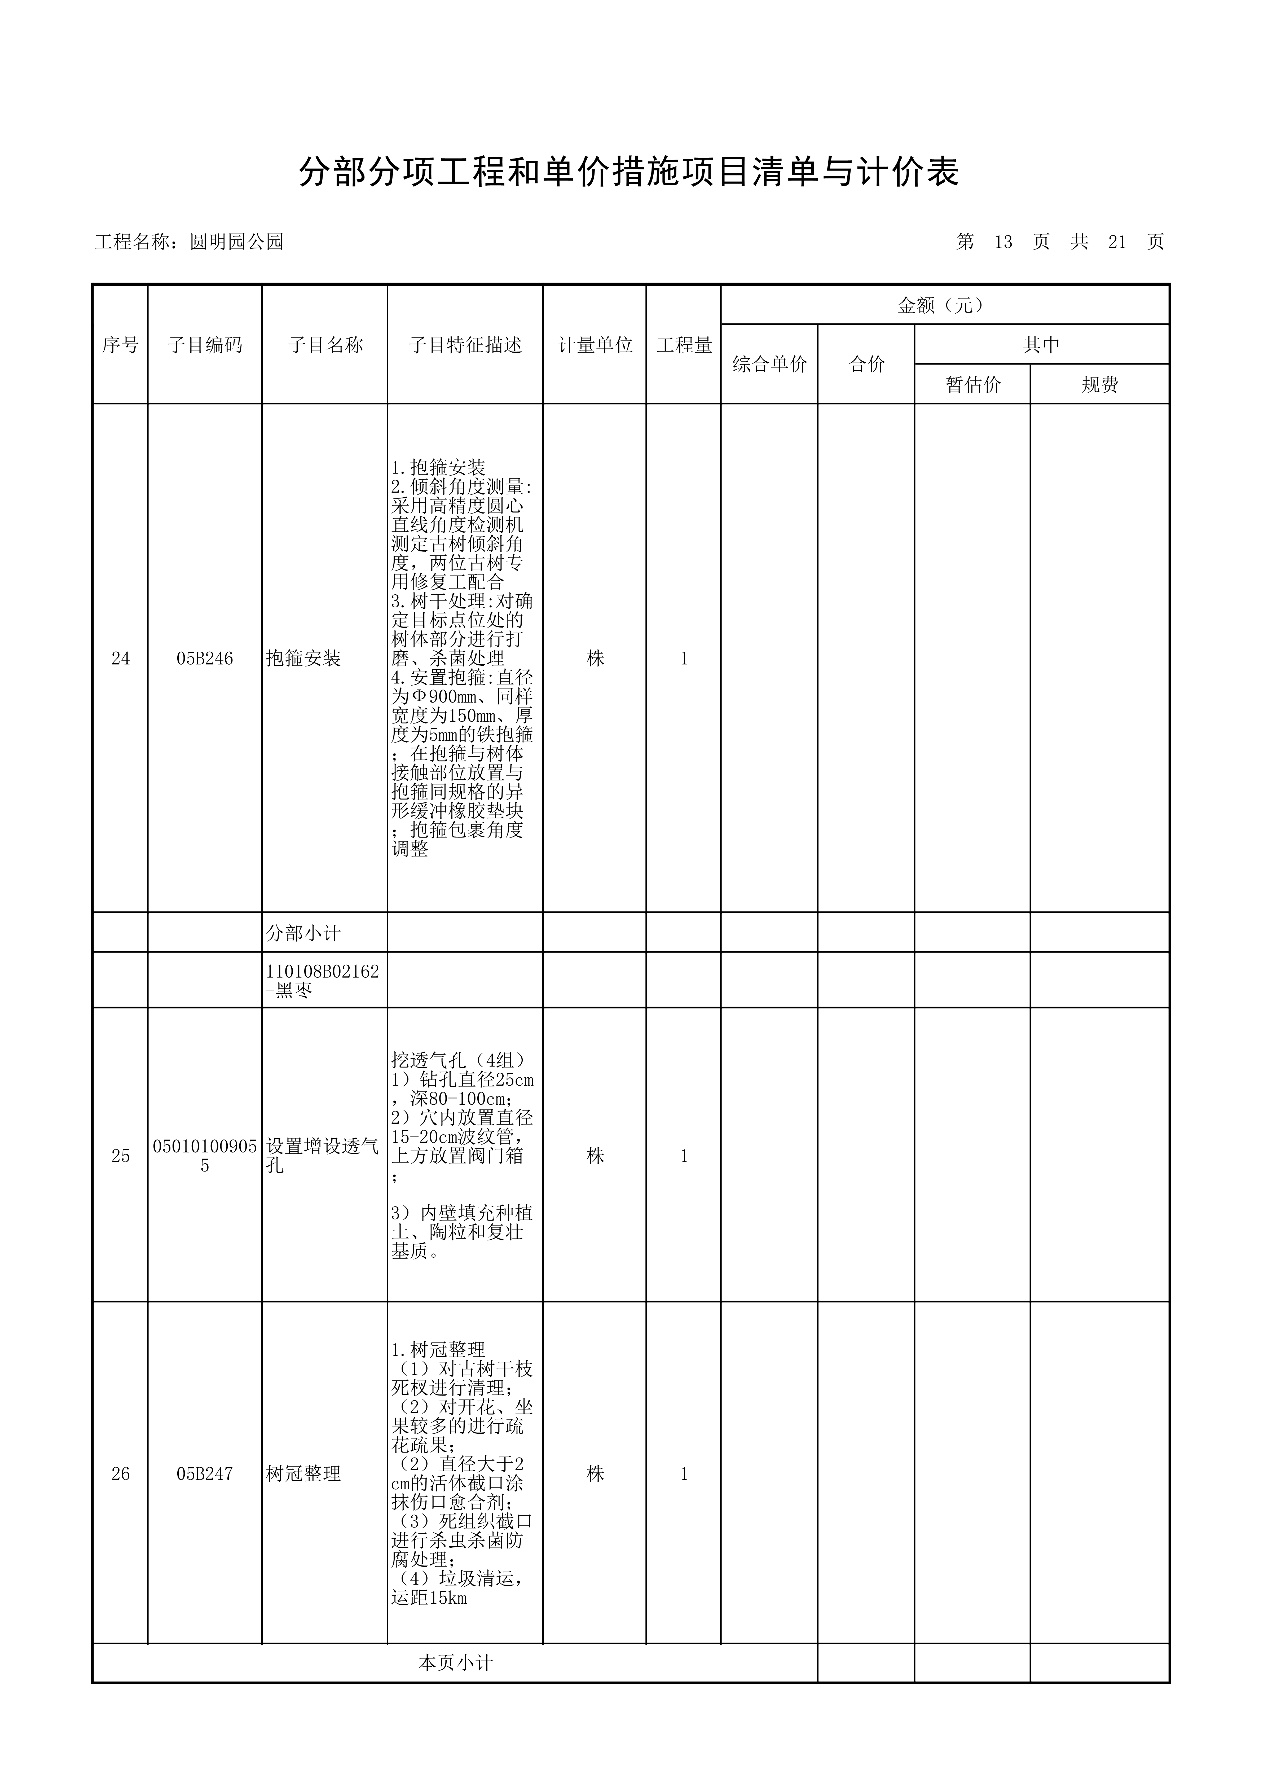 分部分项工程和单价措施项目清单与计价表
工程名称：圆明园公园
第 13 页 共 21 页
序号
子目编码
子目名称
子目特征描述
计量单位
工程量
金额（元）
综合单价
合价
其中
暂估价
规费
24
05B246
抱箍安装
1.抱箍安装
2.倾斜角度测量:
采用高精度圆心
直线角度检测机
测定古树倾斜角
度，两位古树专
用修复工配合
3.树干处理:对确
定目标点位处的
树体部分进行打
磨、杀菌处理
4.安置抱箍:直径
为Φ900mm、同样
宽度为150mm、厚
度为5mm的铁抱箍
；在抱箍与树体
接触部位放置与
抱箍同规格的异
形缓冲橡胶垫块
；抱箍包裹角度
调整
株
1
分部小计
110108B02162
-黑枣
25
05010100905
5
设置增设透气
孔
挖透气孔（4组）
1）钻孔直径25cm
，深80-100cm；
2）穴内放置直径
15-20cm波纹管，
上方放置阀门箱
；
3）内壁填充种植
土、陶粒和复壮
基质。
株
1
26
05B247
树冠整理
1.树冠整理
（1）对古树干枝
死杈进行清理；
（2）对开花、坐
果较多的进行疏
花疏果；
（2）直径大于2
cm的活体截口涂
抹伤口愈合剂；
（3）死组织截口
进行杀虫杀菌防
腐处理；
（4）垃圾清运，
运距15km
株
1
本页小计